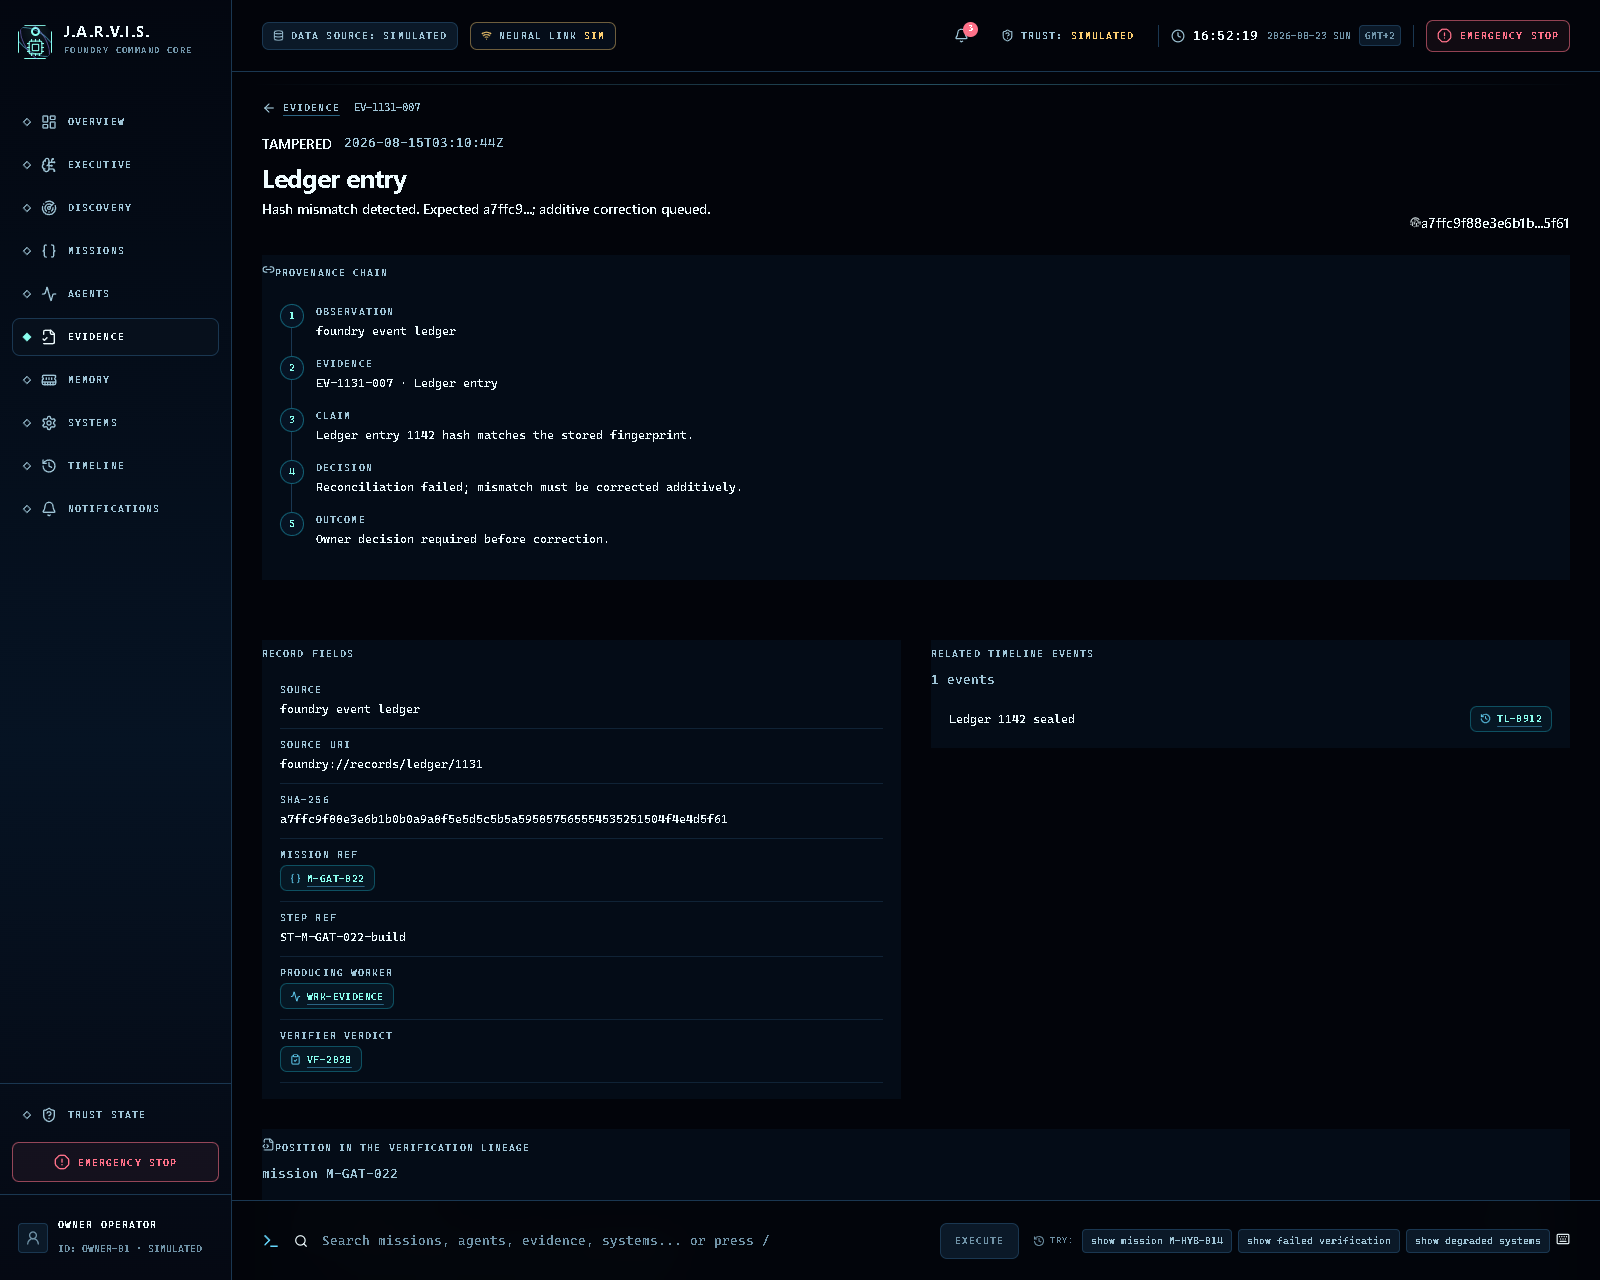 J.A.R.V.I.S.
FOUNDRY COMMAND CORE
DATA SOURCE: SIMULATED
NEURAL LINK SIM
3
TRUST: SIMULATED
16:52:19 2026-08-23 SUN GMT+2
EMERGENCY STOP
OVERVIEW
EXECUTIVE
DISCOVERY
MISSIONS
AGENTS
EVIDENCE
MEMORY
SYSTEMS
TIMELINE
NOTIFICATIONS
TRUST STATE
EMERGENCY STOP
OWNER OPERATOR
ID: OWNER-01 · SIMULATED
EVIDENCE EV-1131-007
TAMPERED 2026-08-15T03:10:44Z
Ledger entry
Hash mismatch detected. Expected a7ffc9…; additive correction queued.
a7ffc9f88e3e6b1b…5f61
PROVENANCE CHAIN
1 OBSERVATION
foundry event ledger
2 EVIDENCE
EV-1131-007 · Ledger entry
3 CLAIM
Ledger entry 1142 hash matches the stored fingerprint.
4 DECISION
Reconciliation failed; mismatch must be corrected additively.
5 OUTCOME
Owner decision required before correction.
RECORD FIELDS
SOURCE
foundry event ledger
SOURCE URI
foundry://records/ledger/1131
SHA-256
MISSION REF
M-GAT-022
STEP REF
ST-M-GAT-022-build
PRODUCING WORKER
WRK-EVIDENCE
VERIFIER VERDICT
VF-2038
RELATED TIMELINE EVENTS
1 events
Ledger 1142 sealed
TL-0912
POSITION IN THE VERIFICATION LINEAGE
mission M-GAT-022
Search missions, agents, evidence, systems... or press /
EXECUTE
TRY:
show mission M-HYB-014
show failed verification
show degraded systems